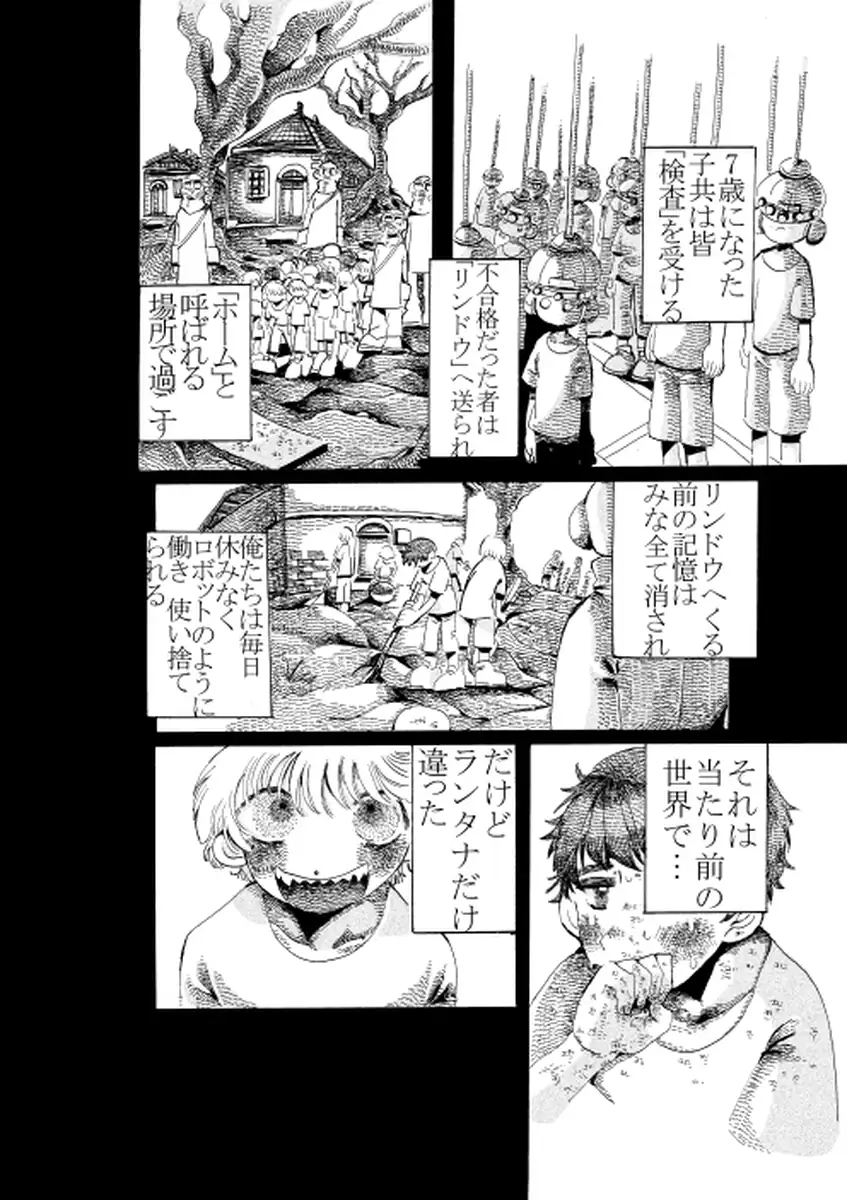 7歳になった
子共は皆
「検査」を受ける
不合格だった者は
「リンドウ」へ送られ
「ホーム」と
呼ばれる
場所で過ごす
リンドウへくる
前の記憶は
みな全て消され
俺たちは毎日
休みなく
ロボットのように
働き 使い捨て
られる
それは
当たり前の
世界で・・・
だけど
ランタナだけ
違った